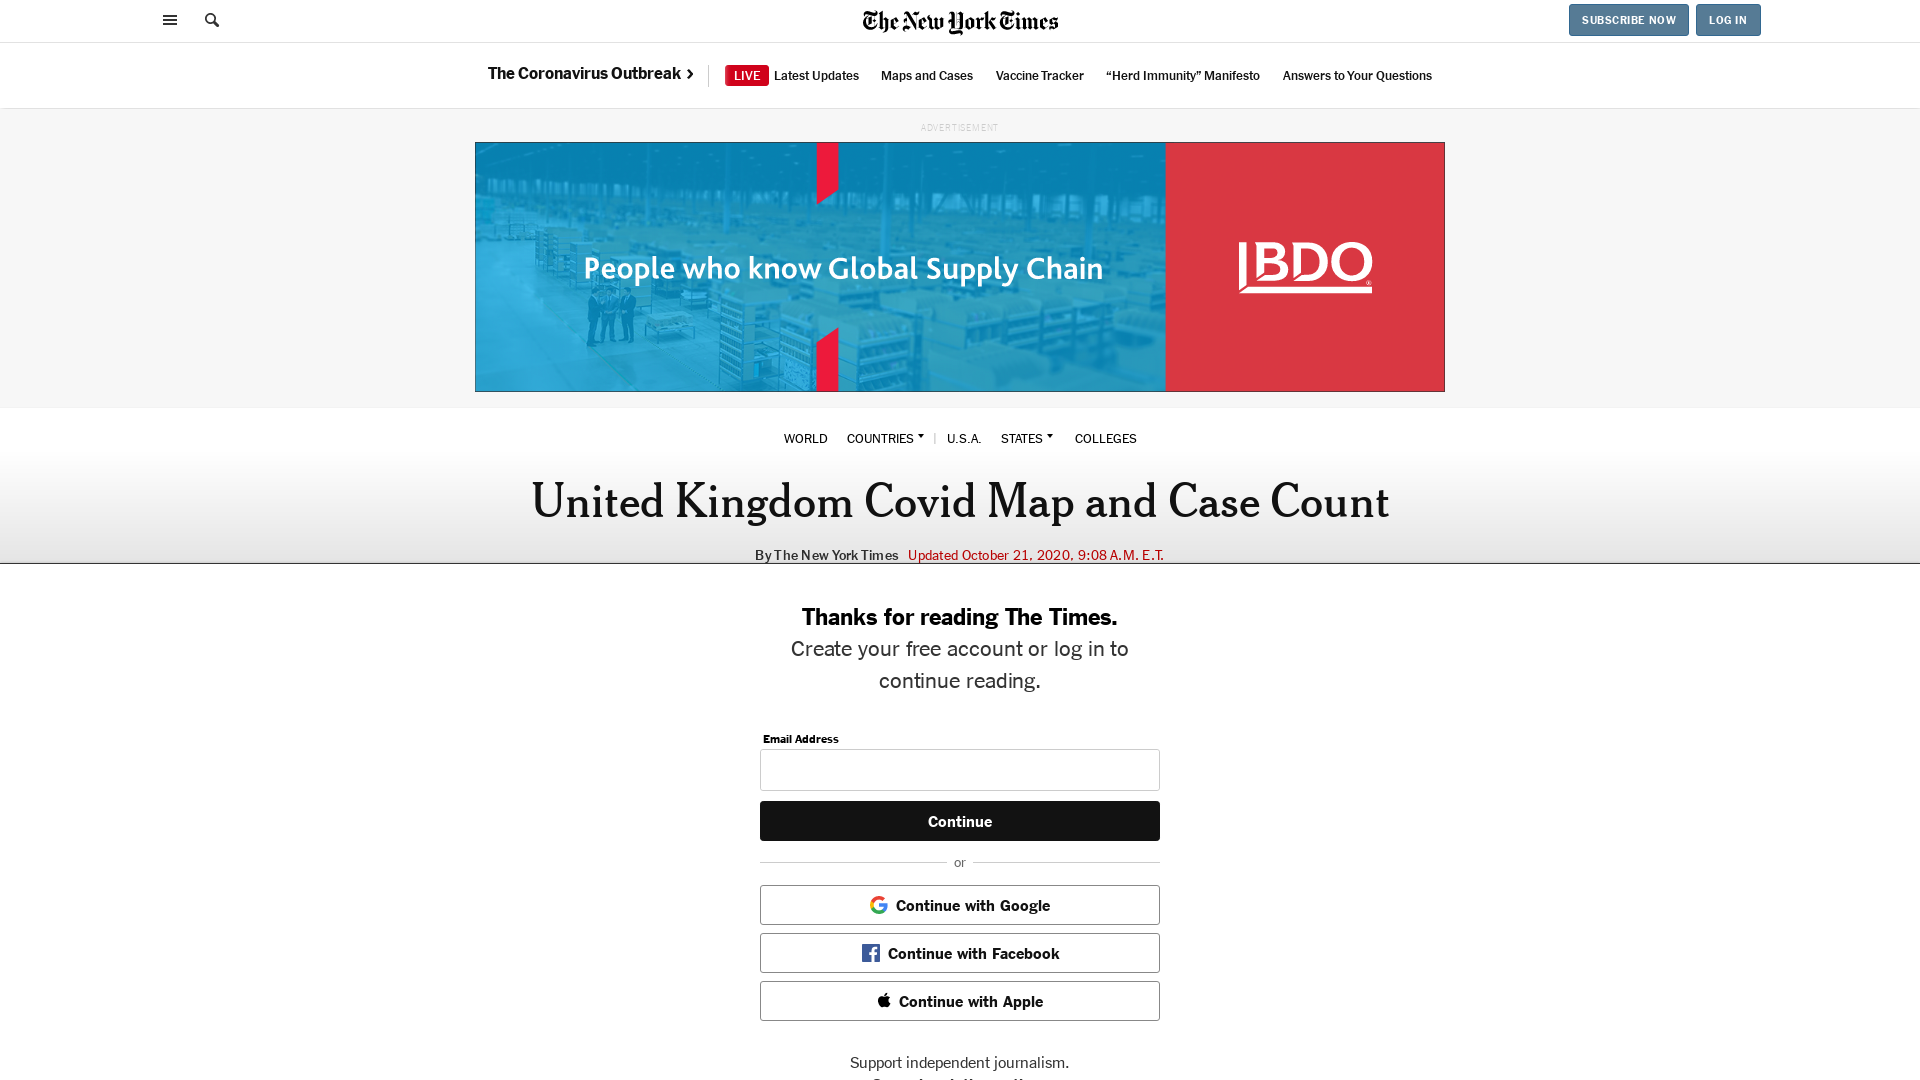 The New York Times
SUBSCRIBE NOW
LOG IN
The Coronavirus Outbreak ›
LIVE Latest Updates
Maps and Cases
Vaccine Tracker
“Herd Immunity” Manifesto
Answers to Your Questions
ADVERTISEMENT
People who know Global Supply Chain
BDO
WORLD
COUNTRIES
U.S.A.
STATES
COLLEGES
United Kingdom Covid Map and Case Count
By The New York Times Updated October 21, 2020, 9:08 A.M. E.T.
Thanks for reading The Times.
Create your free account or log in to
continue reading.
Email Address
Continue
or
Continue with Google
Continue with Facebook
Continue with Apple
Support independent journalism.